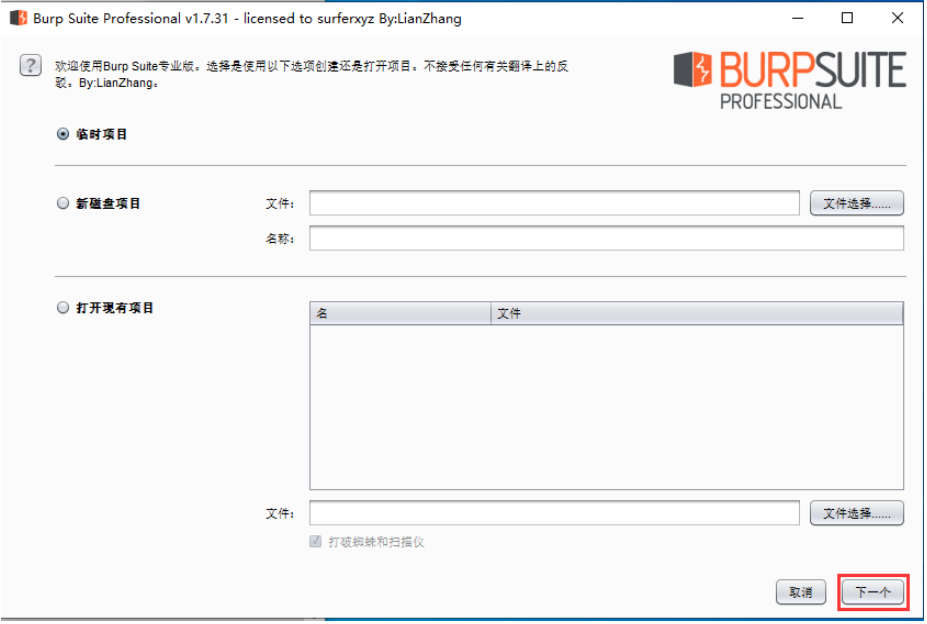 Burp Suite Professional v1.7.31 - licensed to surferxyz By:LianZhang
? 欢迎使用Burp Suite专业版。选择是使用以下选项创建还是打开项目。不接受任何有关翻译上的反
驳。By:LianZhang。
BURPSUITE
PROFESSIONAL
临时项目
新磁盘项目 文件: 文件选择......
名称:
打开现有项目
名 文件
文件: 文件选择......
打破蜘蛛和扫描仪
取消 下一个